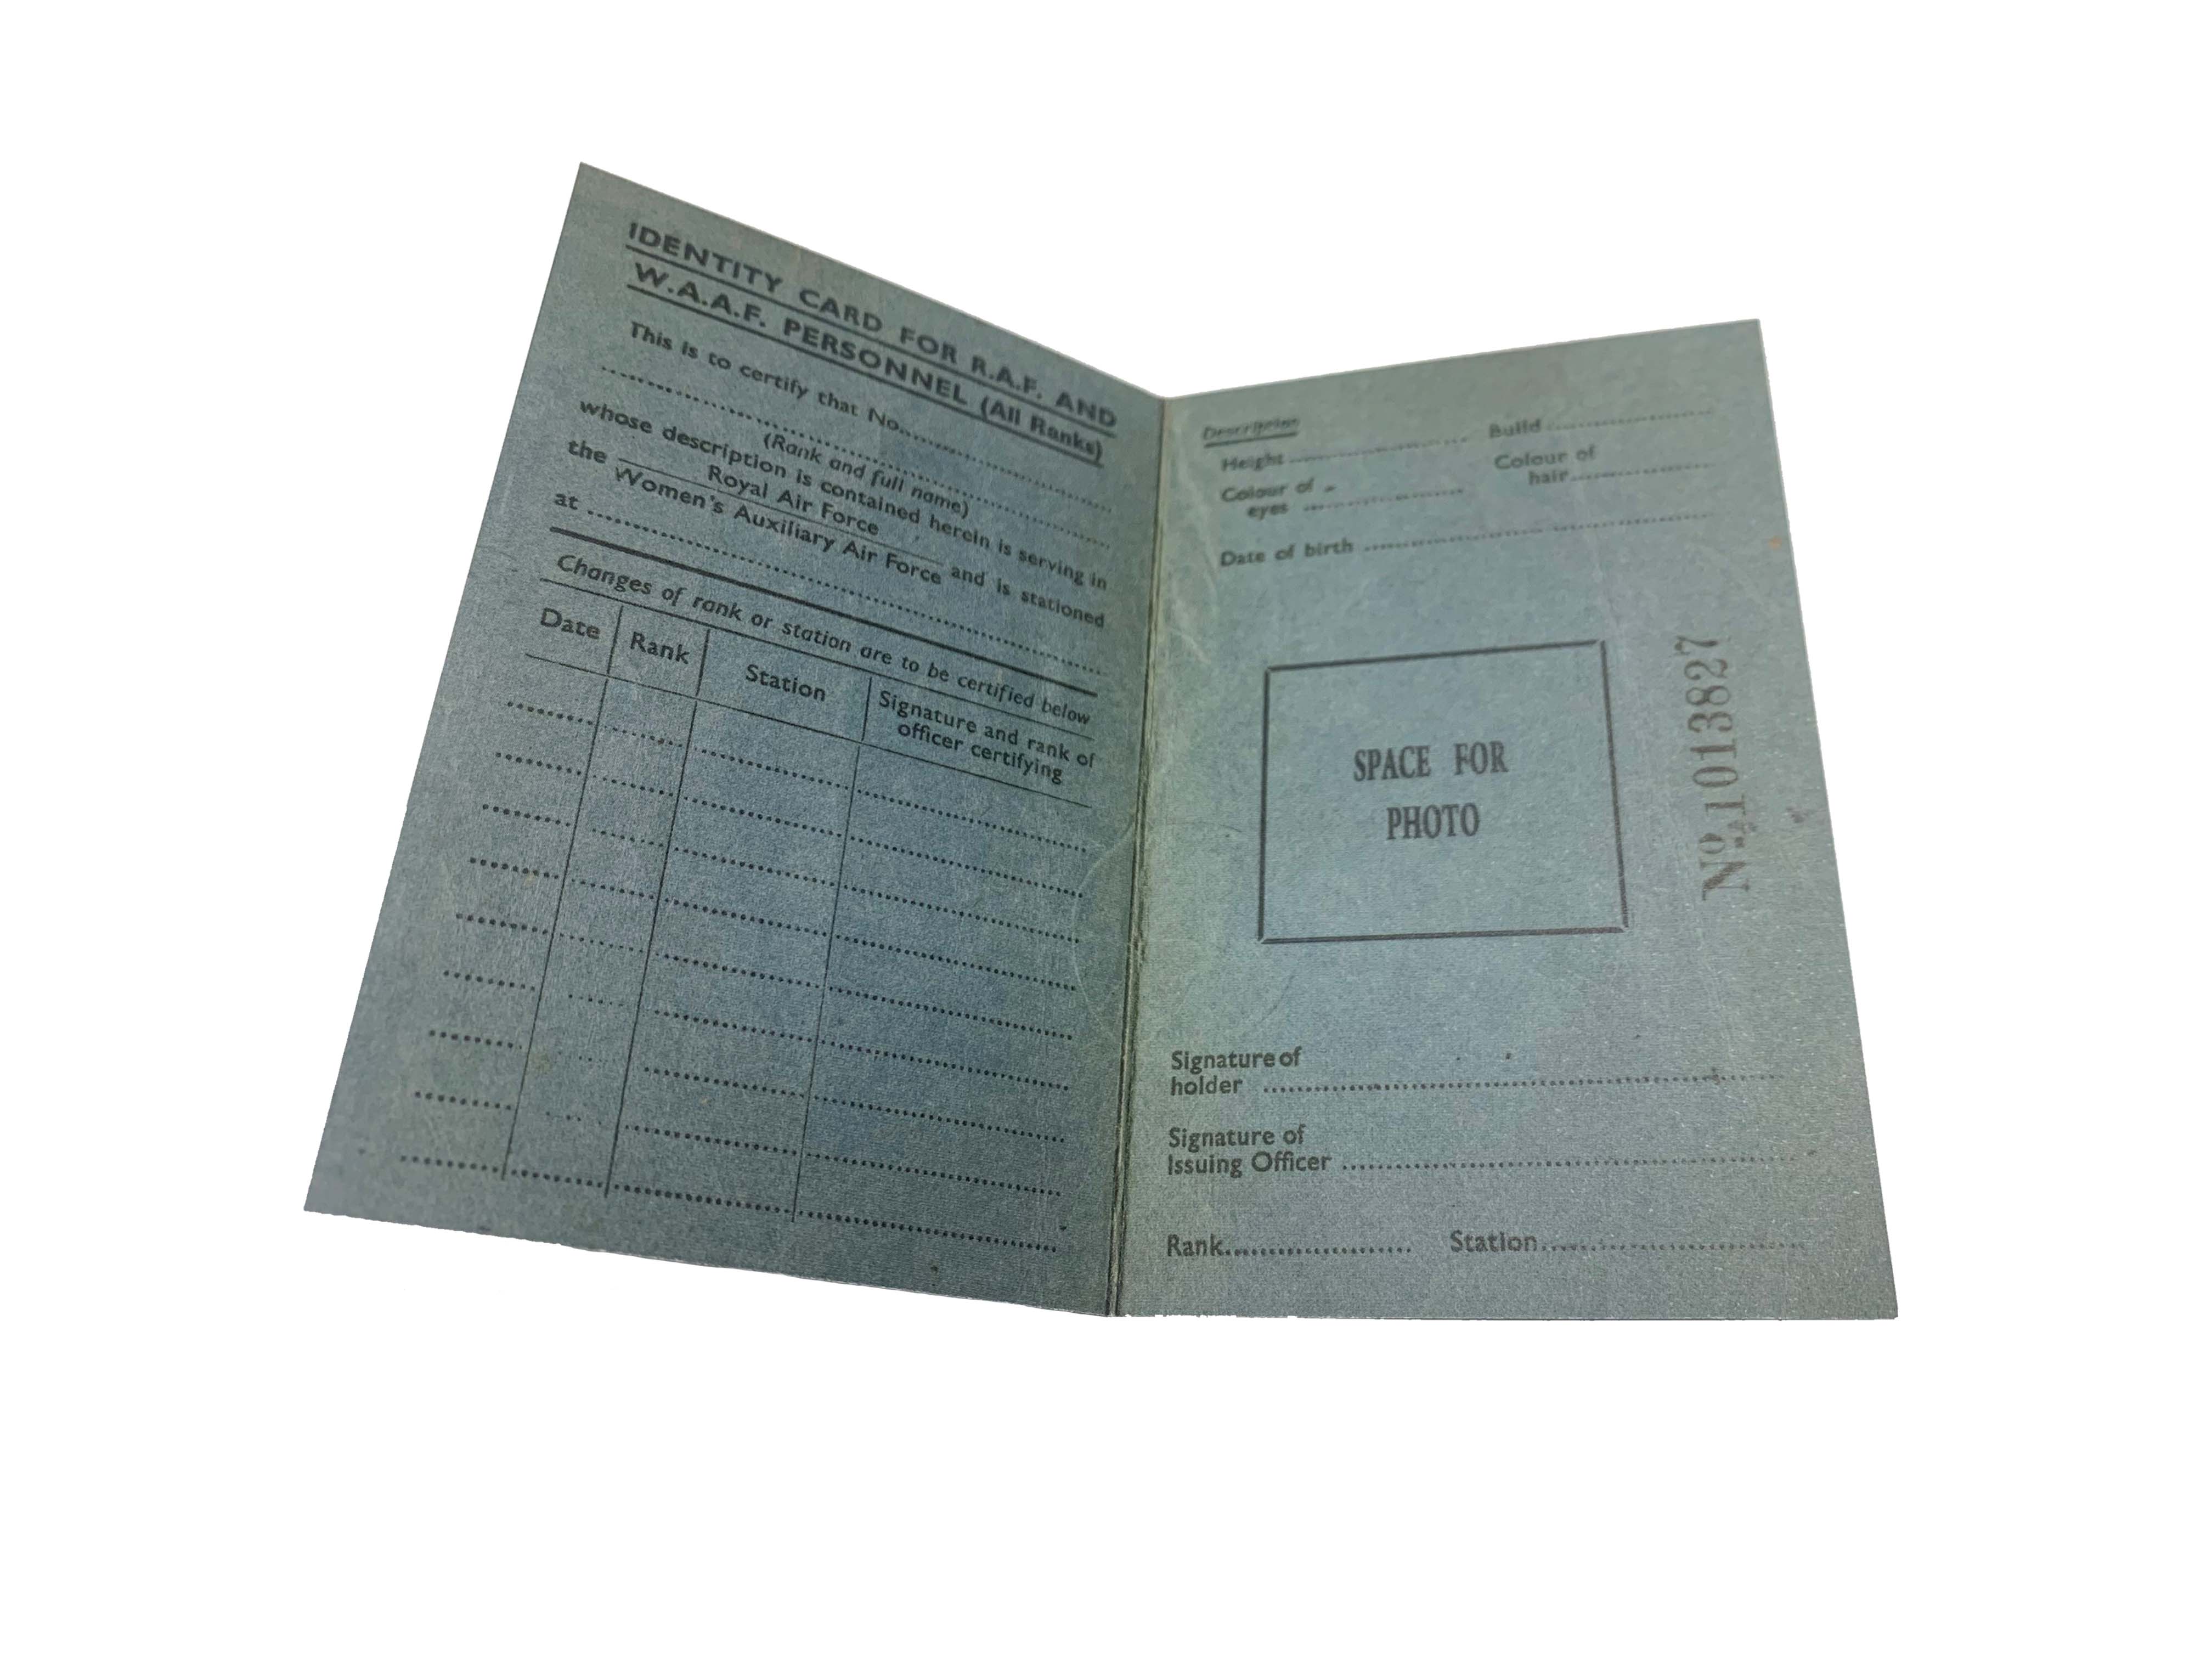 IDENTITY CARD FOR R.A.F. AND
W.A.A.F. PERSONNEL (All Ranks)
This is to certify that No.
(Rank and full name)
whose description is contained herein is serving in
the Royal Air Force
Women's Auxiliary Air Force and is stationed
at
Changes of rank or station are to be certified below
Date Rank Station Signature and rank of
officer certifying
Description
Height Build
Colour of Colour of
eyes hair
Date of birth
SPACE FOR
PHOTO
No 1013827
Signature of
holder
Signature of
Issuing Officer
Rank Station